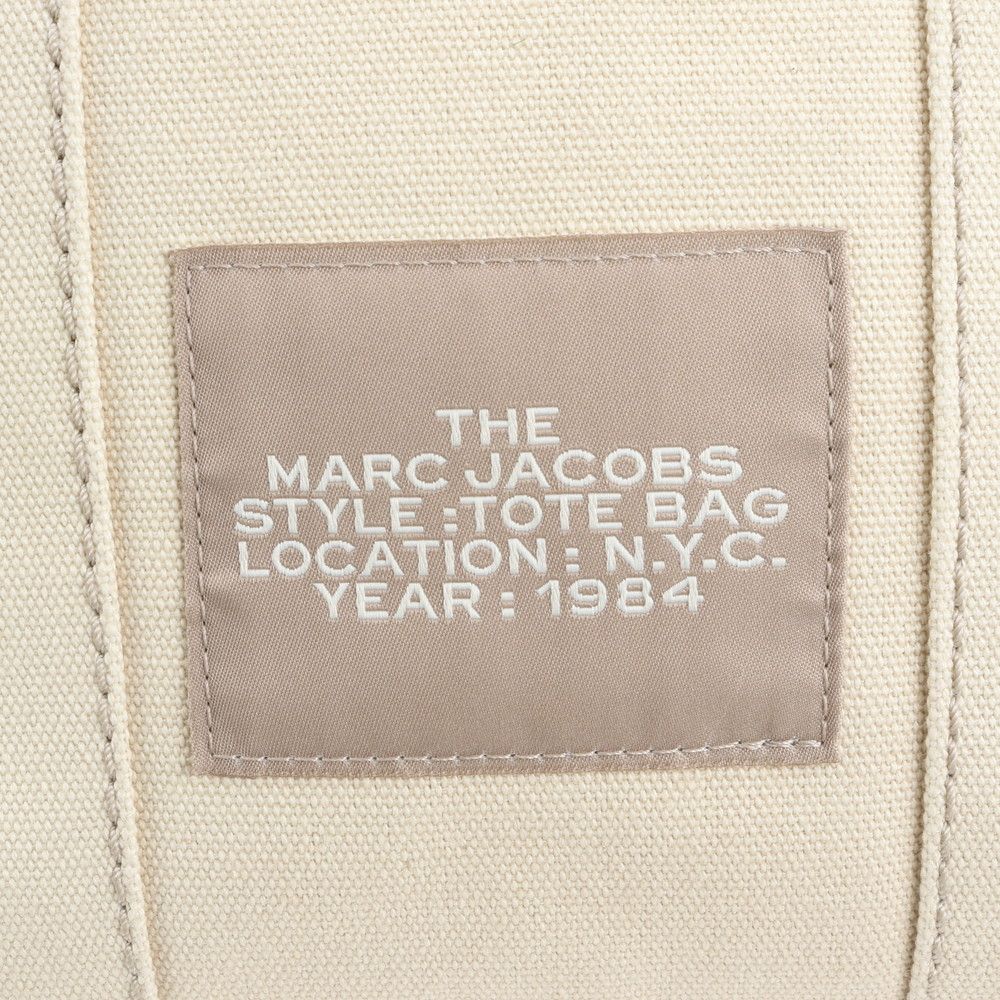 THE
MARC JACOBS
STYLE :TOTE BAG
LOCATION : N.Y.C.
YEAR : 1984